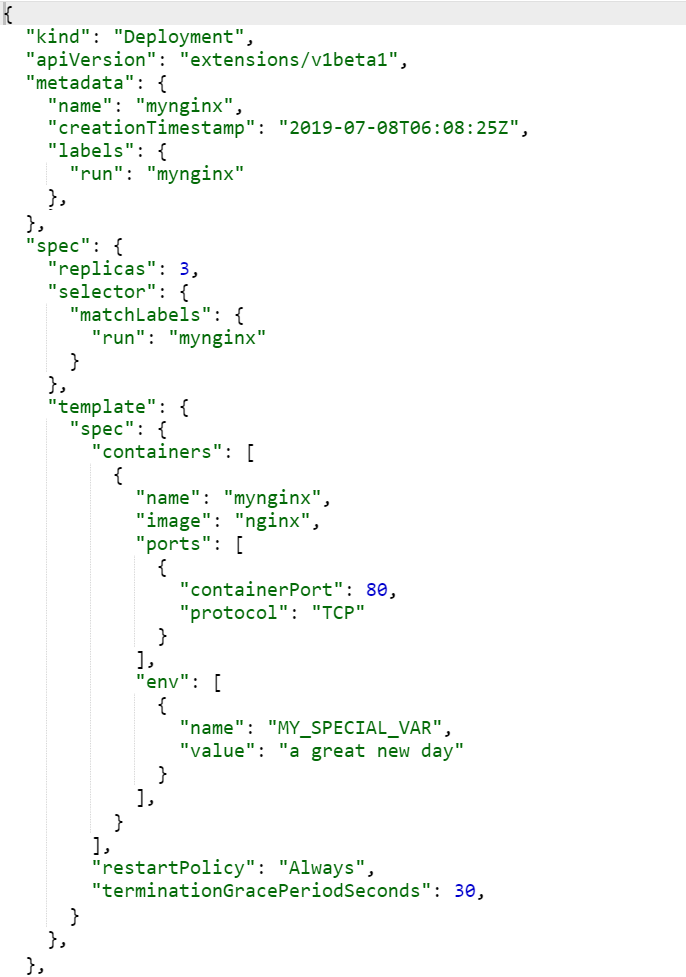 {
  "kind": "Deployment",
  "apiVersion": "extensions/v1beta1",
  "metadata": {
    "name": "mynginx",
    "creationTimestamp": "2019-07-08T06:08:25Z",
    "labels": {
      "run": "mynginx"
    },
  },
  "spec": {
    "replicas": 3,
    "selector": {
      "matchLabels": {
        "run": "mynginx"
      }
    },
    "template": {
      "spec": {
        "containers": [
          {
            "name": "mynginx",
            "image": "nginx",
            "ports": [
              {
                "containerPort": 80,
                "protocol": "TCP"
              }
            ],
            "env": [
              {
                "name": "MY_SPECIAL_VAR",
                "value": "a great new day"
              }
            ],
          }
        ],
        "restartPolicy": "Always",
        "terminationGracePeriodSeconds": 30,
      }
    },
  },